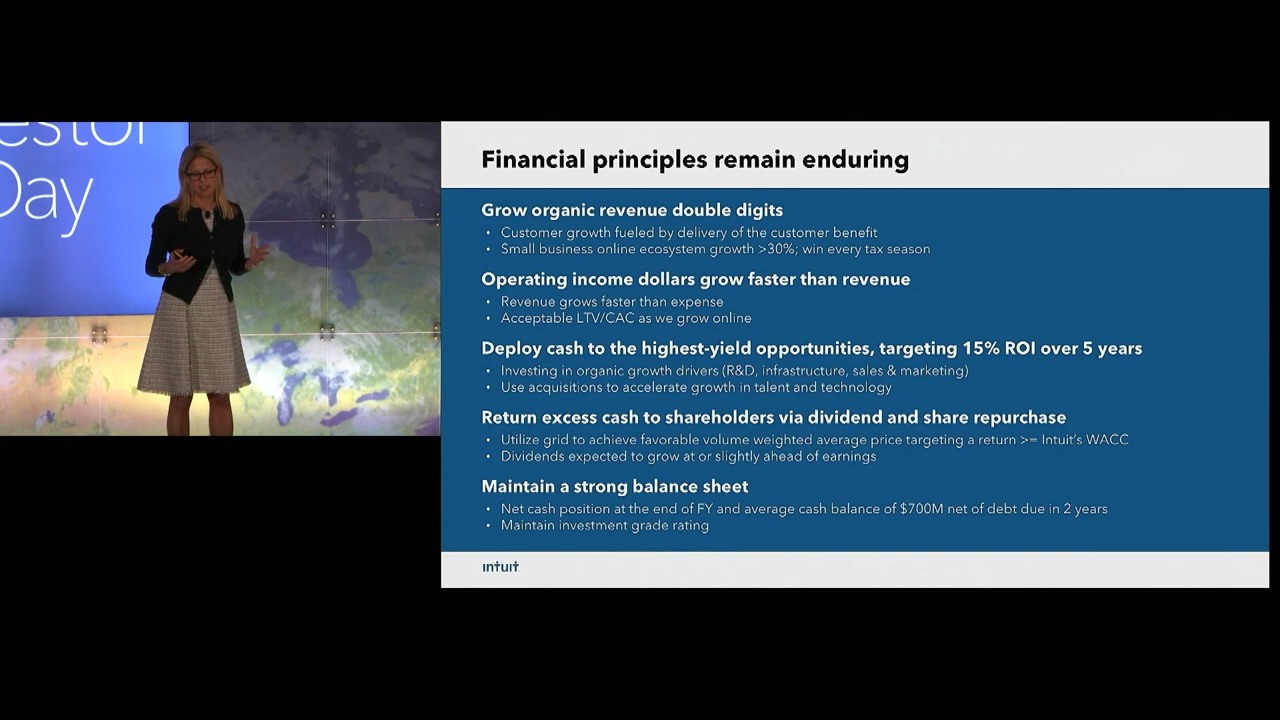 Day
Financial principles remain enduring
Grow organic revenue double digits
• Customer growth fueled by delivery of the customer benefit
• Small business online ecosystem growth >30%; win every tax season
Operating income dollars grow faster than revenue
• Revenue grows faster than expense
• Acceptable LTV/CAC as we grow online
Deploy cash to the highest-yield opportunities, targeting 15% ROI over 5 years
• Investing in organic growth drivers (R&D, infrastructure, sales & marketing)
• Use acquisitions to accelerate growth in talent and technology
Return excess cash to shareholders via dividend and share repurchase
• Utilize grid to achieve favorable volume weighted average price targeting a return >= Intuit's WACC
• Dividends expected to grow at or slightly ahead of earnings
Maintain a strong balance sheet
• Net cash position at the end of FY and average cash balance of $700M net of debt due in 2 years
• Maintain investment grade rating
intuit